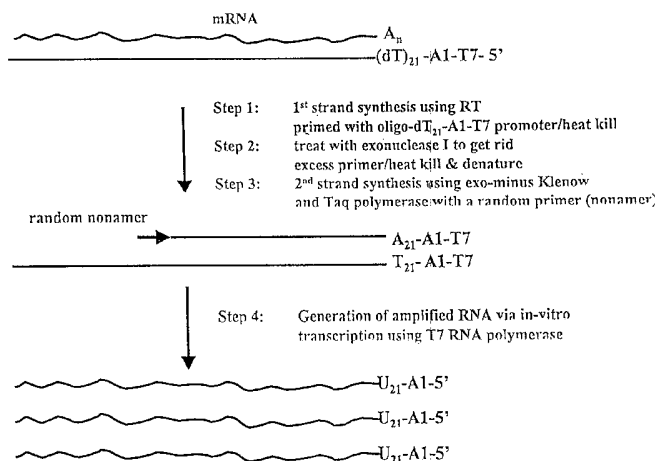 mRNA
Aₙ
(dT)₂₁-A1-T7- 5'
Step 1: 1ˢᵗ strand synthesis using RT
primed with oligo-dT₂₁-A1-T7 promoter/heat kill
Step 2: treat with exonuclease I to get rid
excess primer/heat kill & denature
Step 3: 2ⁿᵈ strand synthesis using exo-minus Klenow
and Taq polymerase with a random primer (nonamer)
random nonamer
A₂₁-A1-T7
T₂₁-A1-T7
Step 4: Generation of amplified RNA via in-vitro
transcription using T7 RNA polymerase
U₂₁-A1-5'
U₂₁-A1-5'
U₂₁-A1-5'